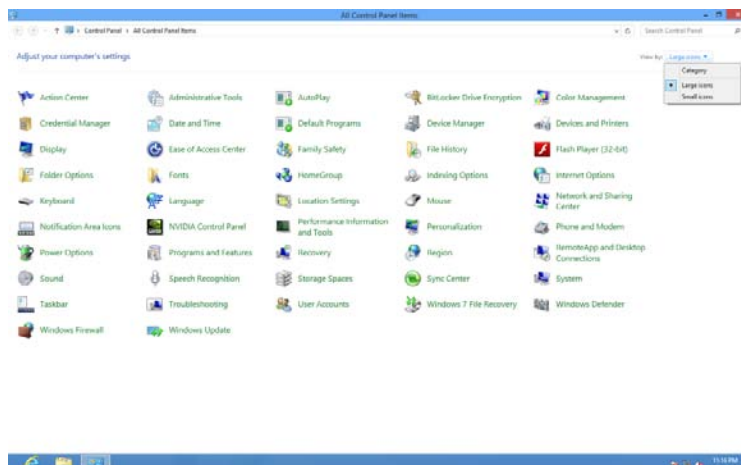 All Control Panel Items
Control Panel › All Control Panel Items
Search Control Panel
Adjust your computer's settings
View by: Large icons
Category
Large icons
Small icons
Action Center
Administrative Tools
AutoPlay
BitLocker Drive Encryption
Color Management
Credential Manager
Date and Time
Default Programs
Device Manager
Devices and Printers
Display
Ease of Access Center
Family Safety
File History
Flash Player (32-bit)
Folder Options
Fonts
HomeGroup
Indexing Options
Internet Options
Keyboard
Language
Location Settings
Mouse
Network and Sharing
Center
Notification Area Icons
NVIDIA Control Panel
Performance Information
and Tools
Personalization
Phone and Modem
Power Options
Programs and Features
Recovery
Region
RemoteApp and Desktop
Connections
Sound
Speech Recognition
Storage Spaces
Sync Center
System
Taskbar
Troubleshooting
User Accounts
Windows 7 File Recovery
Windows Defender
Windows Firewall
Windows Update